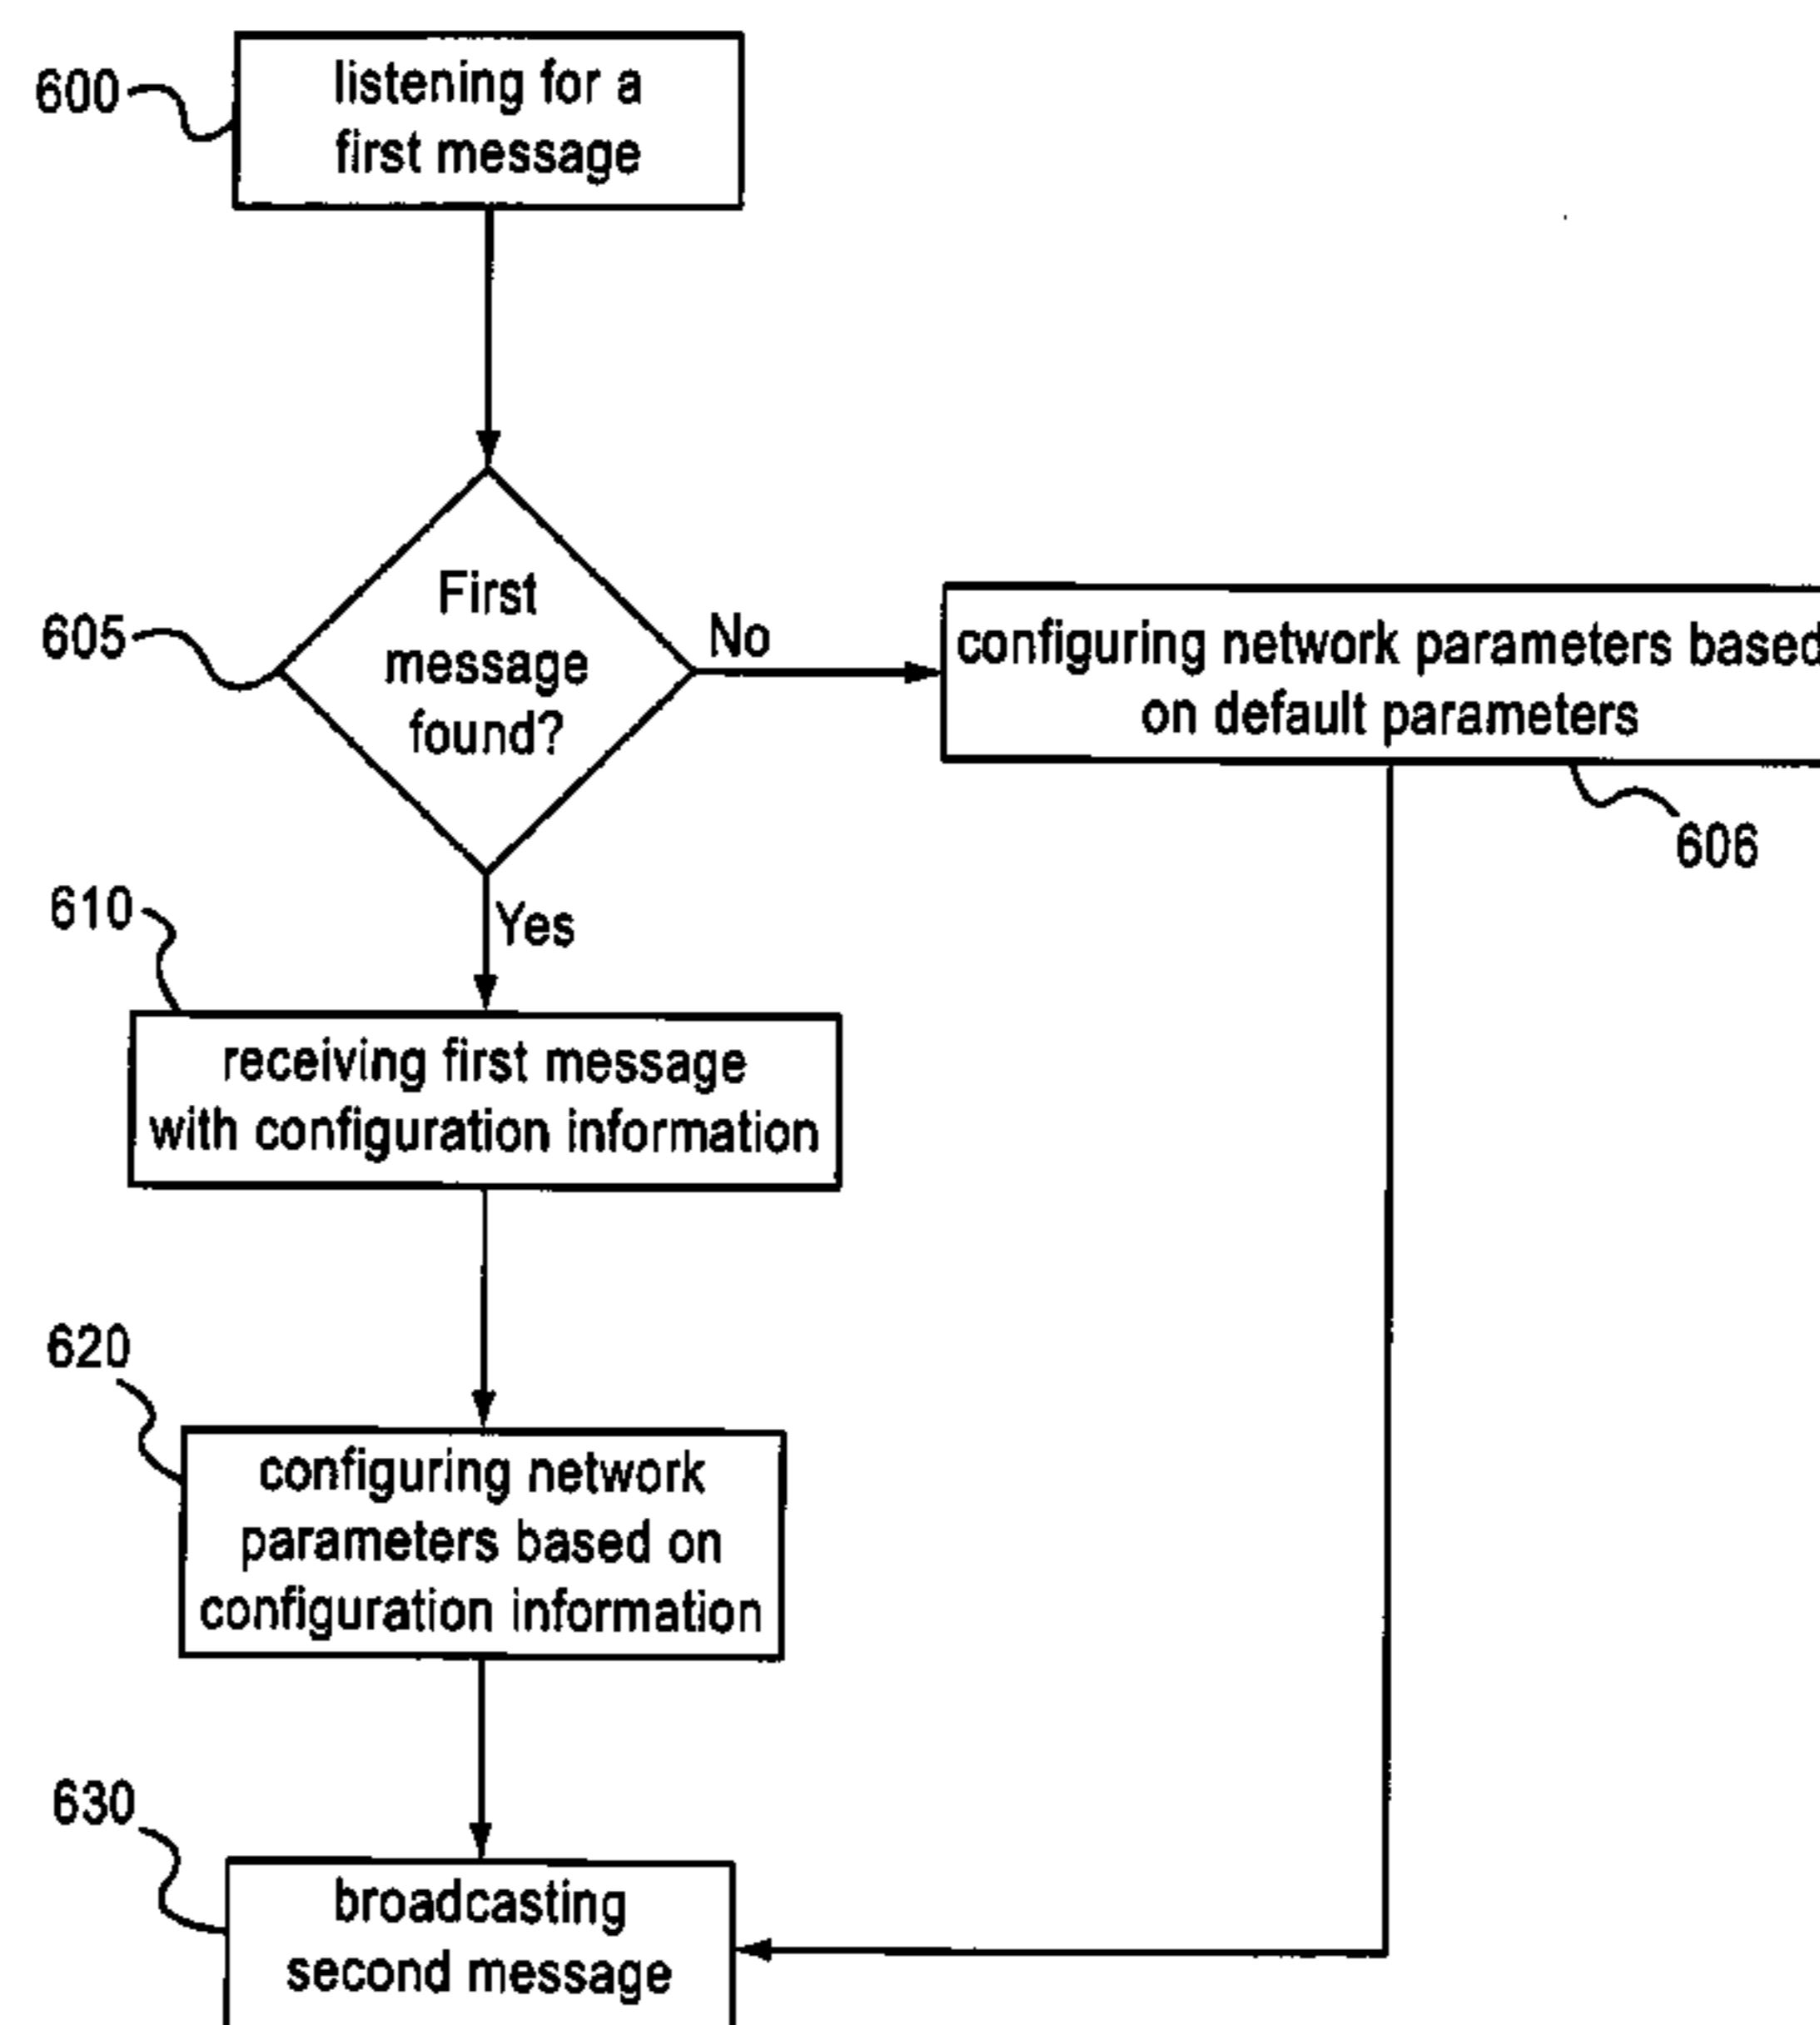 600
listening for a
first message
605
First
message
found?
No
configuring network parameters based
on default parameters
606
610
Yes
receiving first message
with configuration information
620
configuring network
parameters based on
configuration information
630
broadcasting
second message